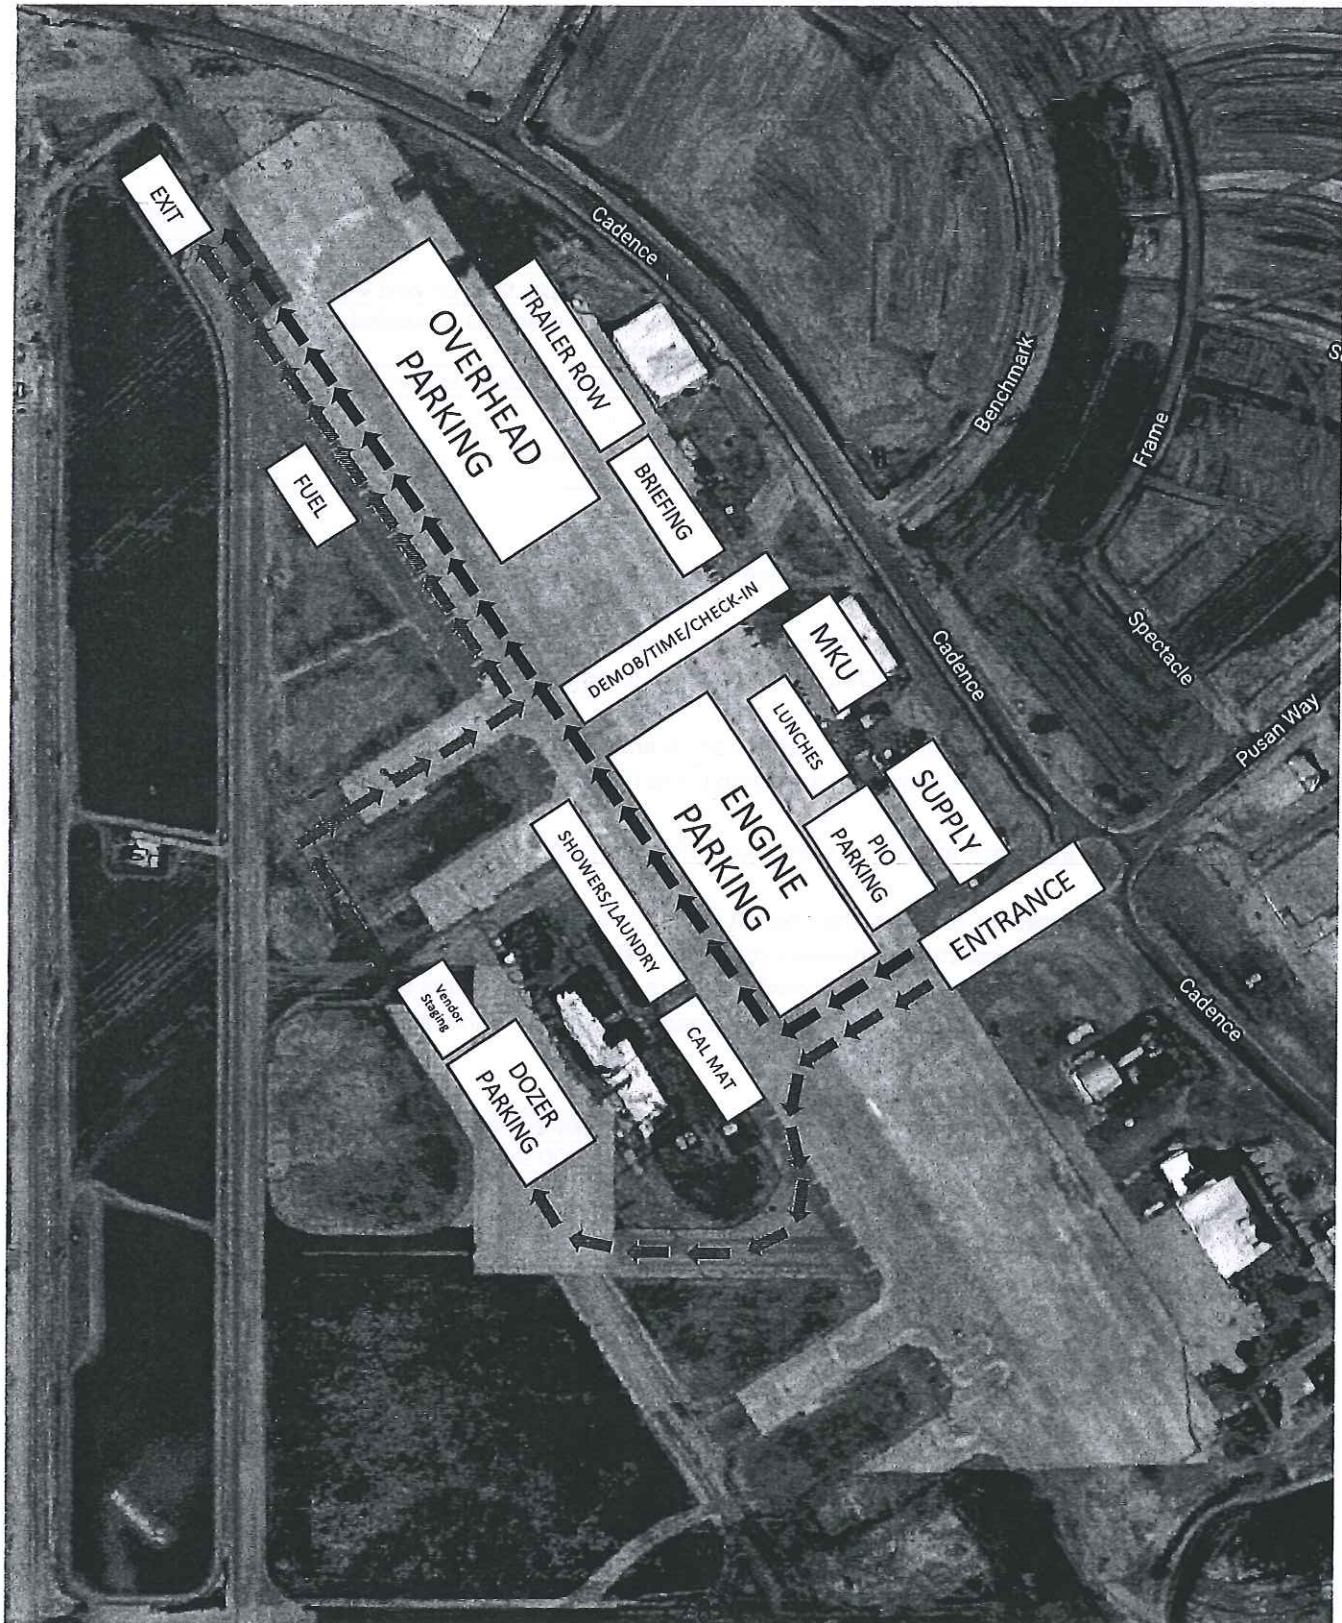 EXIT
Cadence
TRAILER ROW
OVERHEAD
PARKING
BRIEFING
FUEL
Benchmark
Frame
S
DEMOB/TIME/CHECK-IN
MKU
Cadence
Spectacle
Pusan Way
LUNCHES
SUPPLY
PIO
PARKING
ENGINE
PARKING
ENTRANCE
SHOWERS/LAUNDRY
Vendor
Staging
CAL MAT
DOZER
PARKING
Cadence